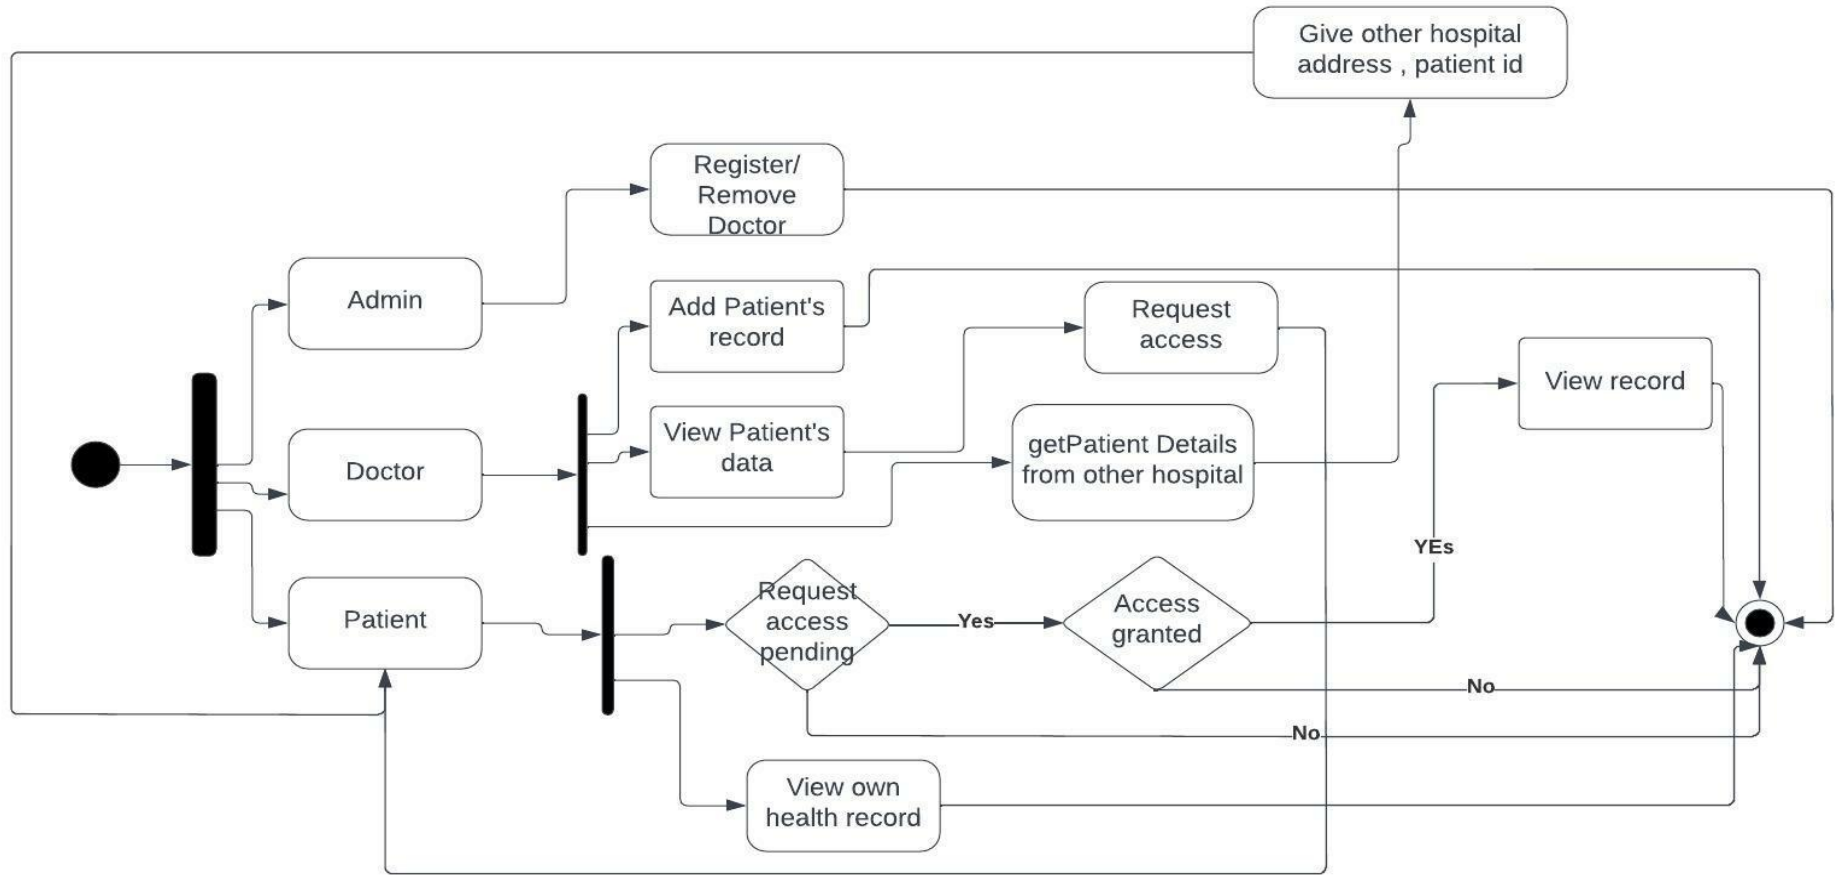 Give other hospital
address , patient id
Register/
Remove
Doctor
Admin
Add Patient's
record
Request
access
View record
View Patient's
data
getPatient Details
from other hospital
Doctor
YEs
Patient
Request
access
pending
Yes
Access
granted
No
No
View own
health record